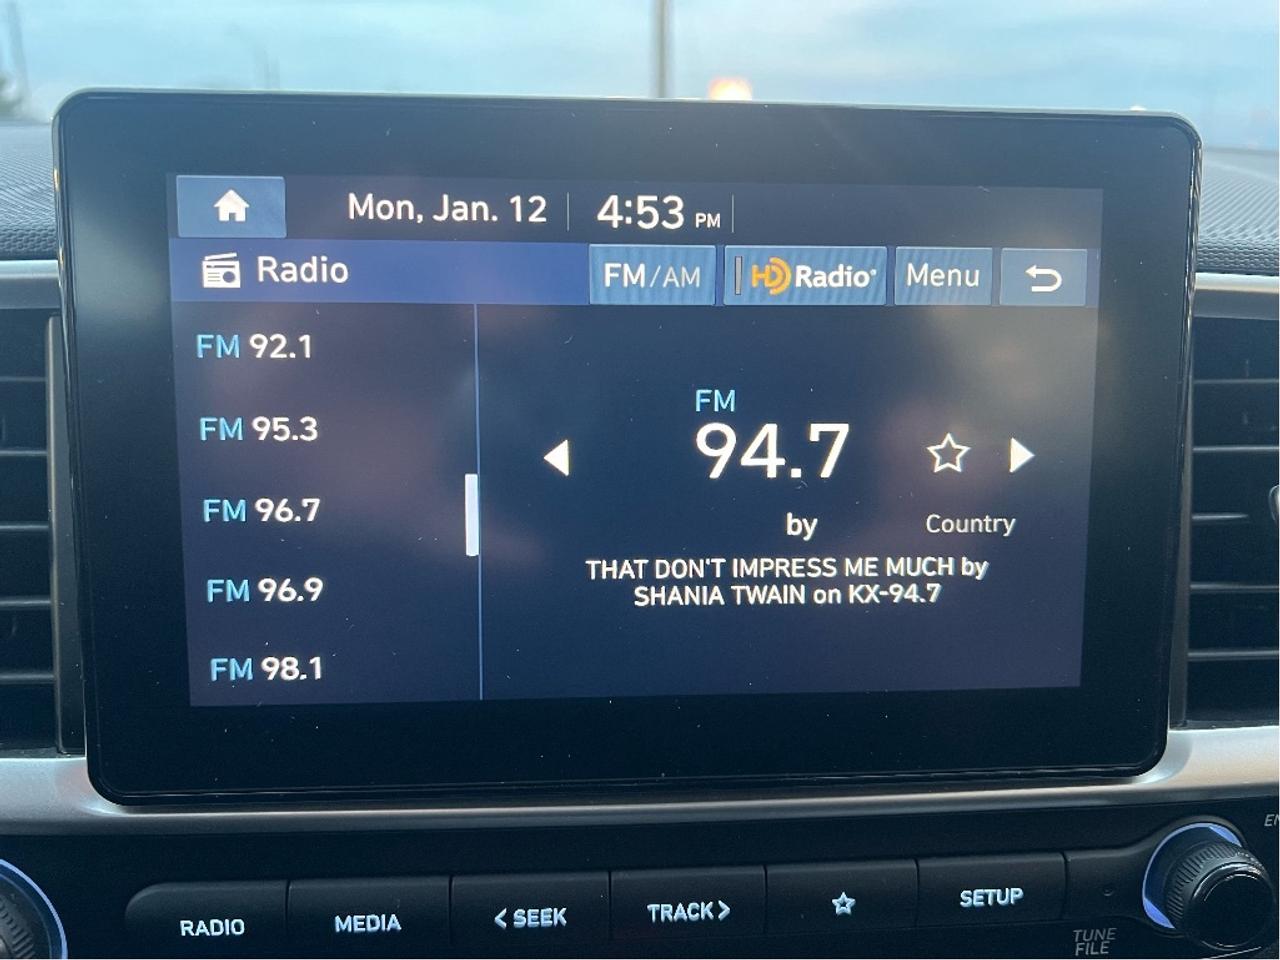 Mon, Jan. 12 4:53 PM
Radio FM/AM HD Radio® Menu
FM 92.1
FM 95.3
FM 96.7
FM 96.9
FM 98.1
FM
94.7
by Country
THAT DON'T IMPRESS ME MUCH by
SHANIA TWAIN on KX-94.7
RADIO MEDIA < SEEK TRACK > SETUP
TUNE
FILE